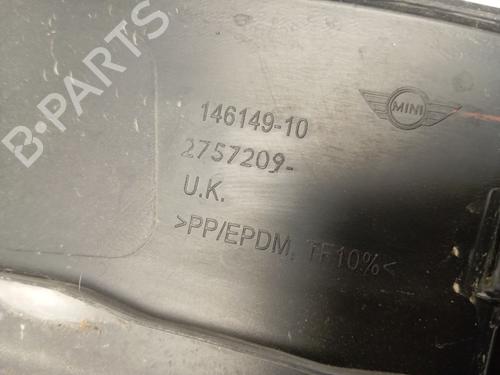 B-PARTS
MINI
146149-10
2757209-
U.K.
>PP/EPDM, TF10%<